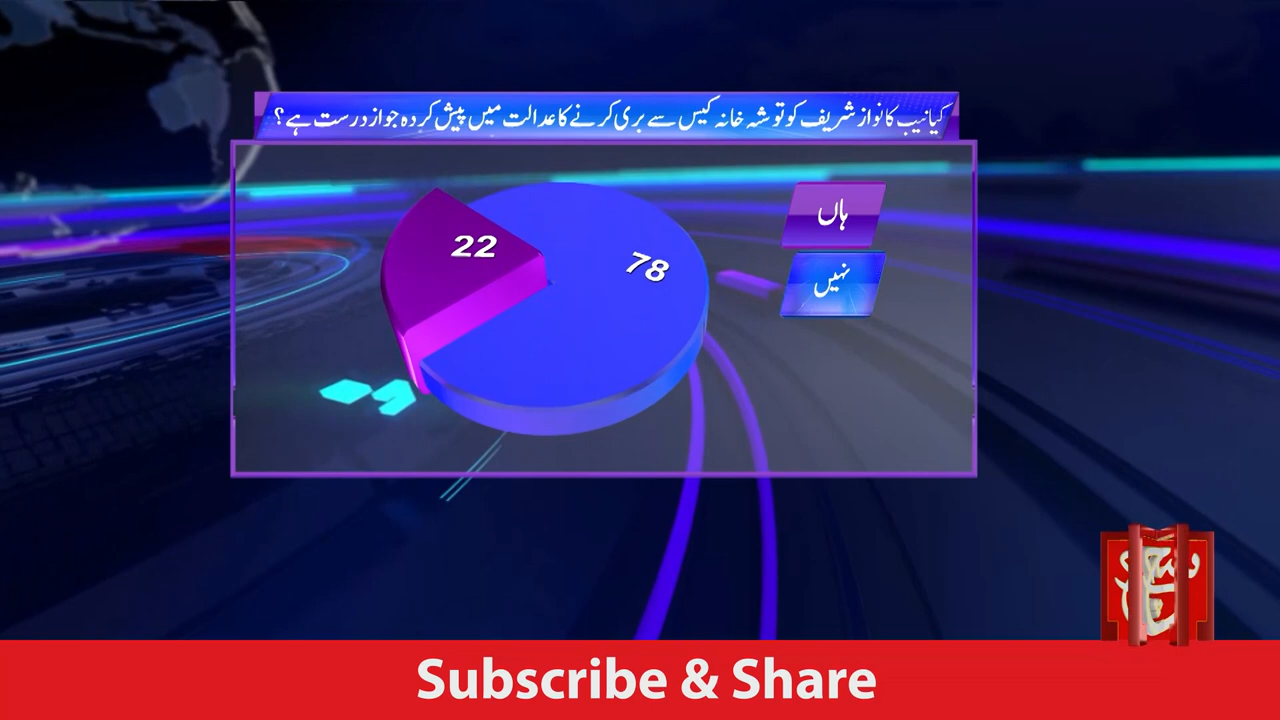 کیا نیب کا نواز شریف کو توشہ خانہ کیس سے بری کرنے کا عدالت میں پیش کردہ جواز درست ہے؟
22
78
ہاں
نہیں
Subscribe & Share